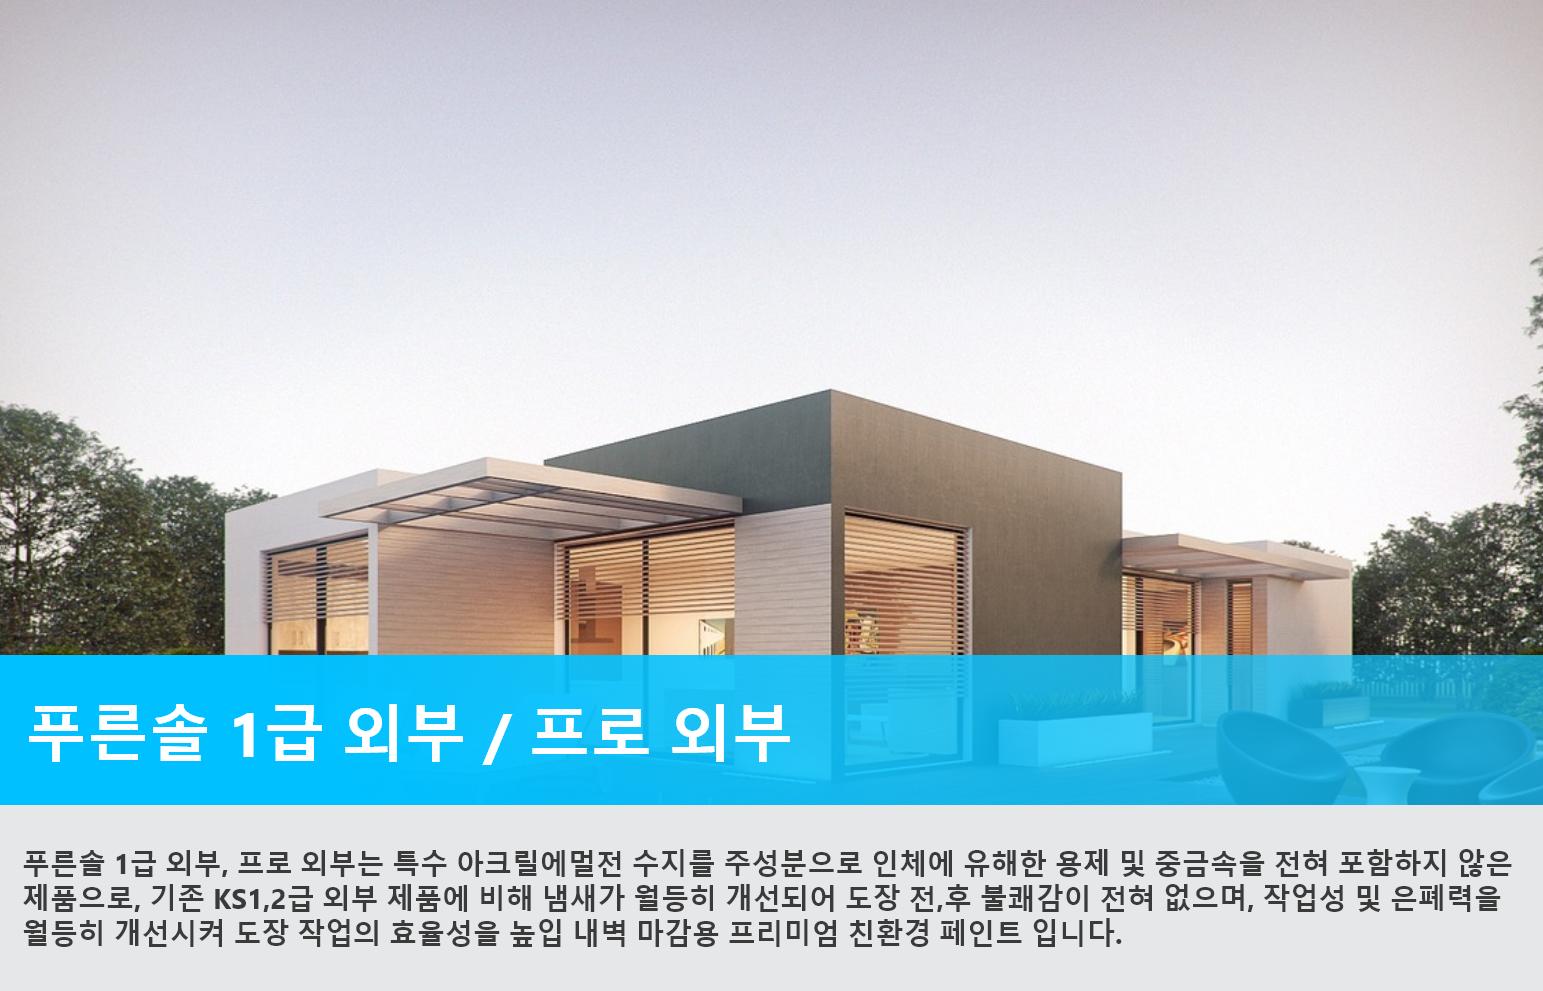 푸른솔 1급 외부 / 프로 외부
푸른솔 1급 외부, 프로 외부는 특수 아크릴에멀전 수지를 주성분으로 인체에 유해한 용제 및 중금속을 전혀 포함하지 않은
제품으로, 기존 KS1,2급 외부 제품에 비해 냄새가 월등히 개선되어 도장 전,후 불쾌감이 전혀 없으며, 작업성 및 은폐력을
월등히 개선시켜 도장 작업의 효율성을 높입 내벽 마감용 프리미엄 친환경 페인트 입니다.